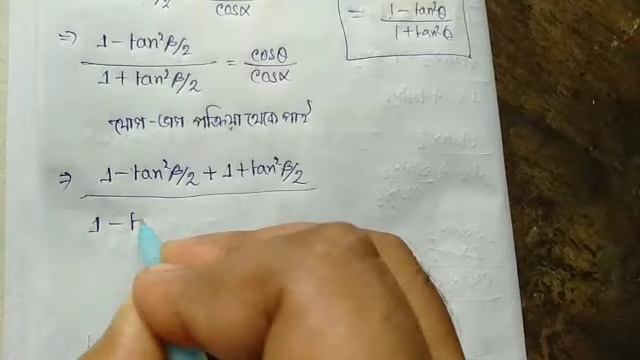 cosα
= (1 - tan²θ)/(1 + tan²θ)
⇒ (1 - tan²β/2)/(1 + tan²β/2) = cosθ/cosα
যোগ-ভাগ প্রক্রিয়া থেকে পাই
⇒ 1 - tan²β/2 + 1 + tan²β/2
1 - t